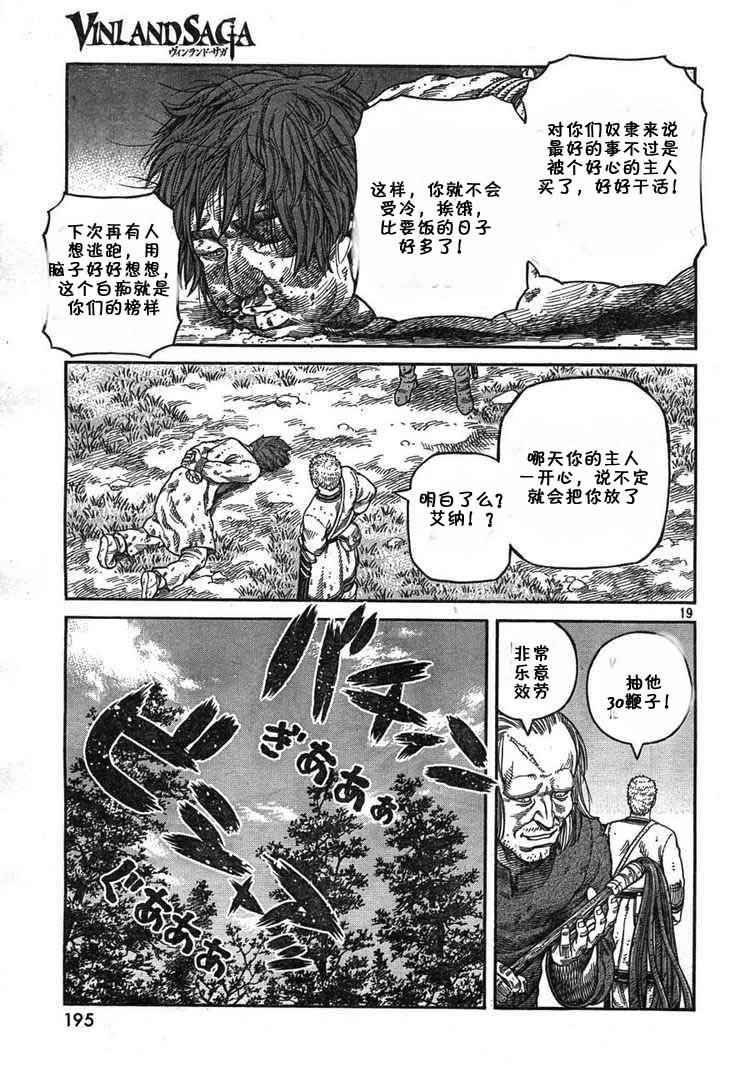 VINLAND SAGA
ヴィンランド・サガ
对你们奴隶来说
最好的事不过是
被个好心的主人
买了，好好干活！
这样，你就不会
受冷，挨饿，
比要饭的日子
好多了！
下次再有人
想逃跑，用
脑子好好想想，
这个白痴就是
你们的榜样
哪天你的主人
一开心，说不定
就会把你放了
明白了么？
艾纳！？
19
抽他
30鞭子！
非常
乐意
效劳
バヂン
ぎあああ
ビシッ
ぐああああ
195